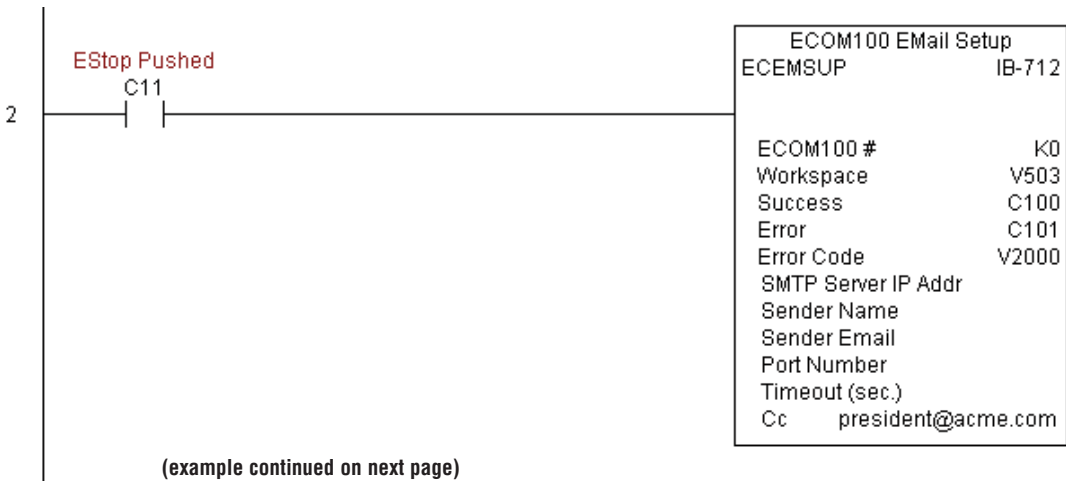 EStop Pushed
C11
2
ECOM100 EMail Setup
ECEMSUP IB-712
ECOM100 # K0
Workspace V503
Success C100
Error C101
Error Code V2000
SMTP Server IP Addr
Sender Name
Sender Email
Port Number
Timeout (sec.)
Cc president@acme.com
(example continued on next page)